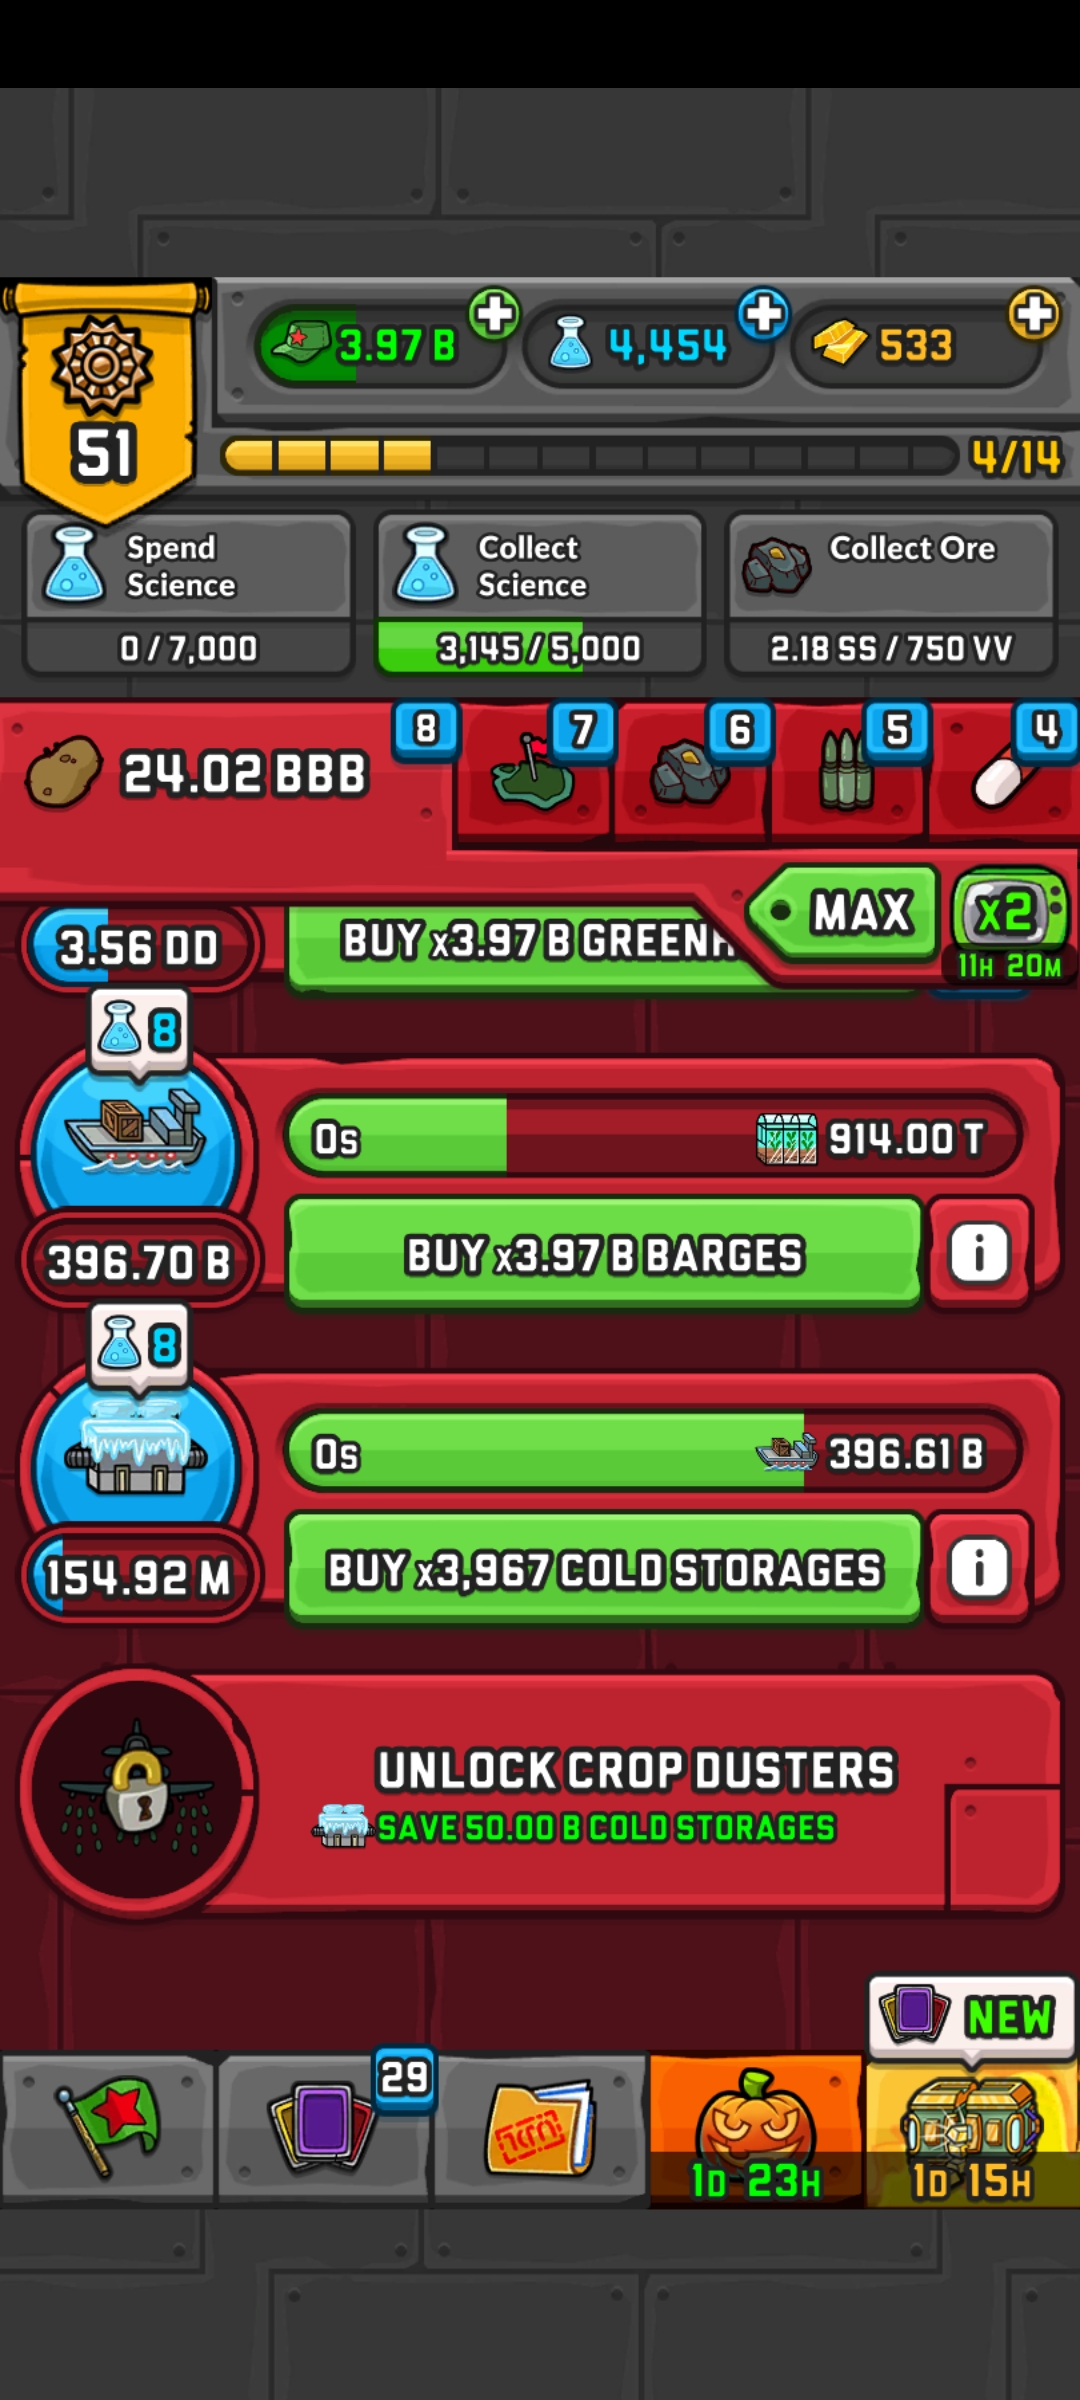 51
3.97 B
4,454
533
4/14
Spend
Science
0 / 7,000
Collect
Science
3,145 / 5,000
Collect Ore
2.18 SS / 750 VV
24.02 BBB
8
7
6
5
4
MAX
x2
11H 20M
3.56 DD
BUY x3.97 B
8
0s
914.00 T
396.70 B
BUY x3.97 B BARGES
i
8
0s
396.61 B
154.92 M
BUY x3,967 COLD STORAGES
i
UNLOCK CROP DUSTERS
SAVE 50.00 B COLD STORAGES
NEW
29
1D 23H
1D 15H